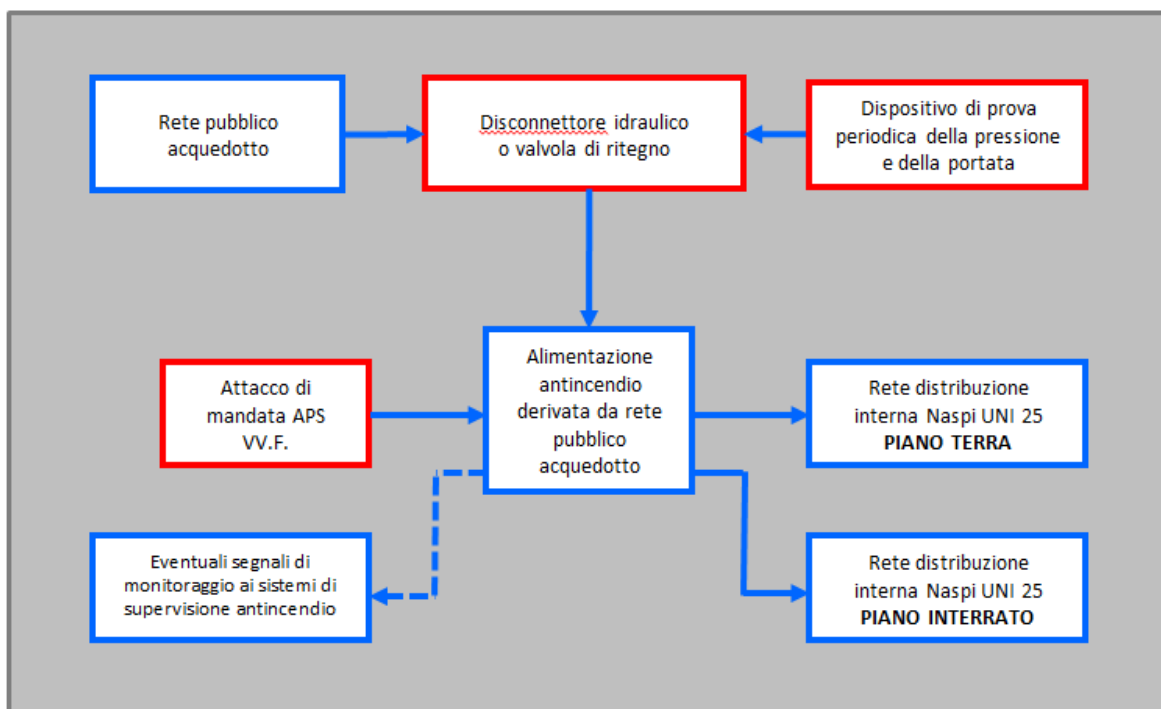 Rete pubblico
acquedotto
Disconnettore idraulico
o valvola di ritegno
Dispositivo di prova
periodica della pressione
e della portata
Attacco di
mandata APS
VV.F.
Alimentazione
antincendio
derivata da rete
pubblico
acquedotto
Rete distribuzione
interna Naspi UNI 25
PIANO TERRA
Eventuali segnali di
monitoraggio ai sistemi di
supervisione antincendio
Rete distribuzione
interna Naspi UNI 25
PIANO INTERRATO